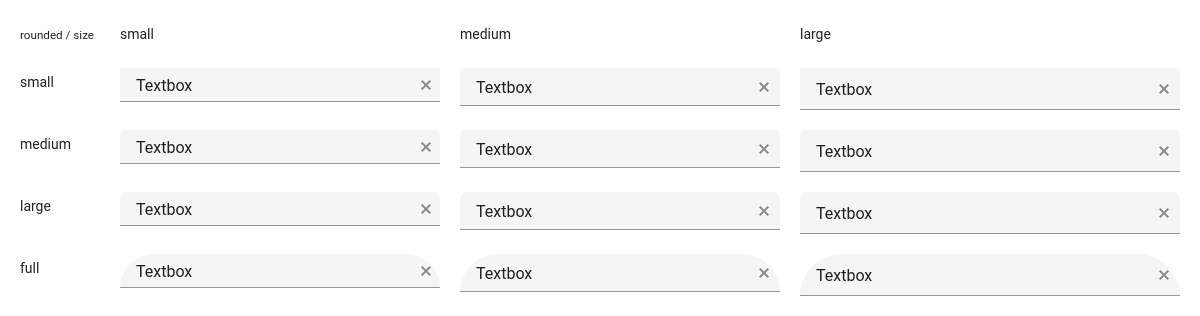 rounded / size small medium large
small Textbox Textbox Textbox
medium Textbox Textbox Textbox
large Textbox Textbox Textbox
full Textbox Textbox Textbox